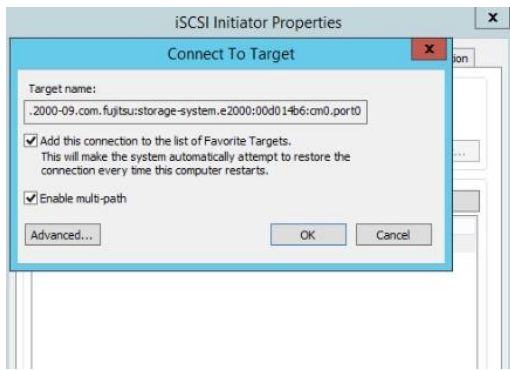 iSCSI Initiator Properties
x
Connect To Target
x
ion
Target name:
.2000-09.com.fujitsu:storage-system.e2000:00d014b6:cm0.port0
Add this connection to the list of Favorite Targets.
This will make the system automatically attempt to restore the
connection every time this computer restarts.
...
Enable multi-path
Advanced...
OK
Cancel